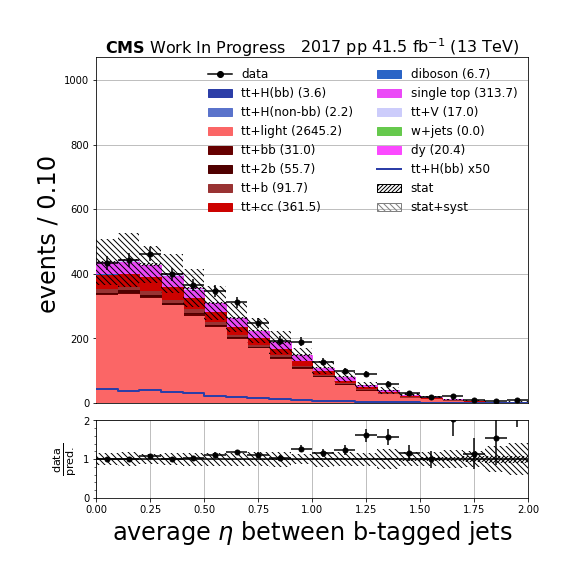 CMS Work In Progress 2017 pp 41.5 fb⁻¹ (13 TeV)
events / 0.10
1000
800
600
400
200
0
data
tt+H(bb) (3.6)
tt+H(non-bb) (2.2)
tt+light (2645.2)
tt+bb (31.0)
tt+2b (55.7)
tt+b (91.7)
tt+cc (361.5)
diboson (6.7)
single top (313.7)
tt+V (17.0)
w+jets (0.0)
dy (20.4)
tt+H(bb) x50
stat
stat+syst
data
pred.
2
1
0
0.00 0.25 0.50 0.75 1.00 1.25 1.50 1.75 2.00
average η between b-tagged jets